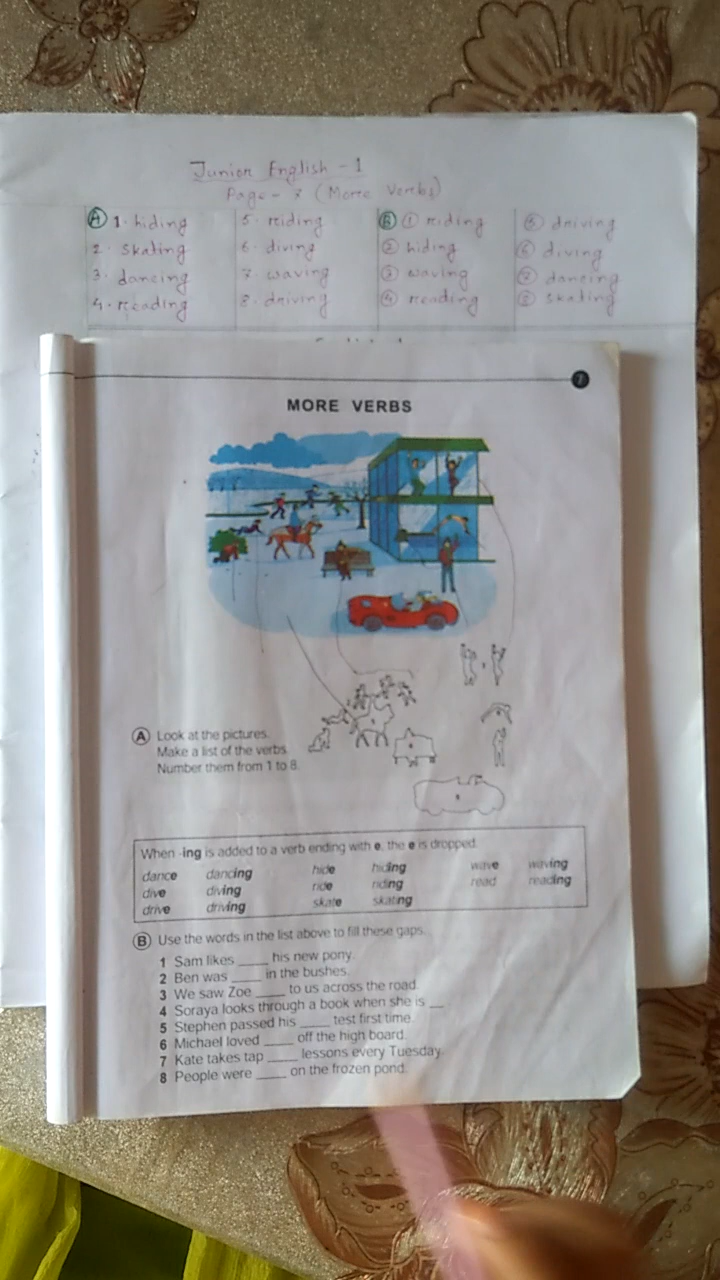 Junior English - 1
Page - 7 (More Verbs)
A 1. hiding 5. riding B 1 riding 5 driving
2. skating 6. diving 2 hiding 6 diving
3. dancing 7. waving 3 waving 7 dancing
4. reading 8. driving 4 reading 8 skating
7
MORE VERBS
A Look at the pictures.
Make a list of the verbs.
Number them from 1 to 8.
When -ing is added to a verb ending with e, the e is dropped.
dance dancing hide hiding wave waving
dive diving ride riding read reading
drive driving skate skating
B Use the words in the list above to fill these gaps.
1 Sam likes ____ his new pony.
2 Ben was ____ in the bushes.
3 We saw Zoe ____ to us across the road.
4 Soraya looks through a book when she is __
5 Stephen passed his ____ test first time.
6 Michael loved ____ off the high board.
7 Kate takes tap ____ lessons every Tuesday.
8 People were ____ on the frozen pond.